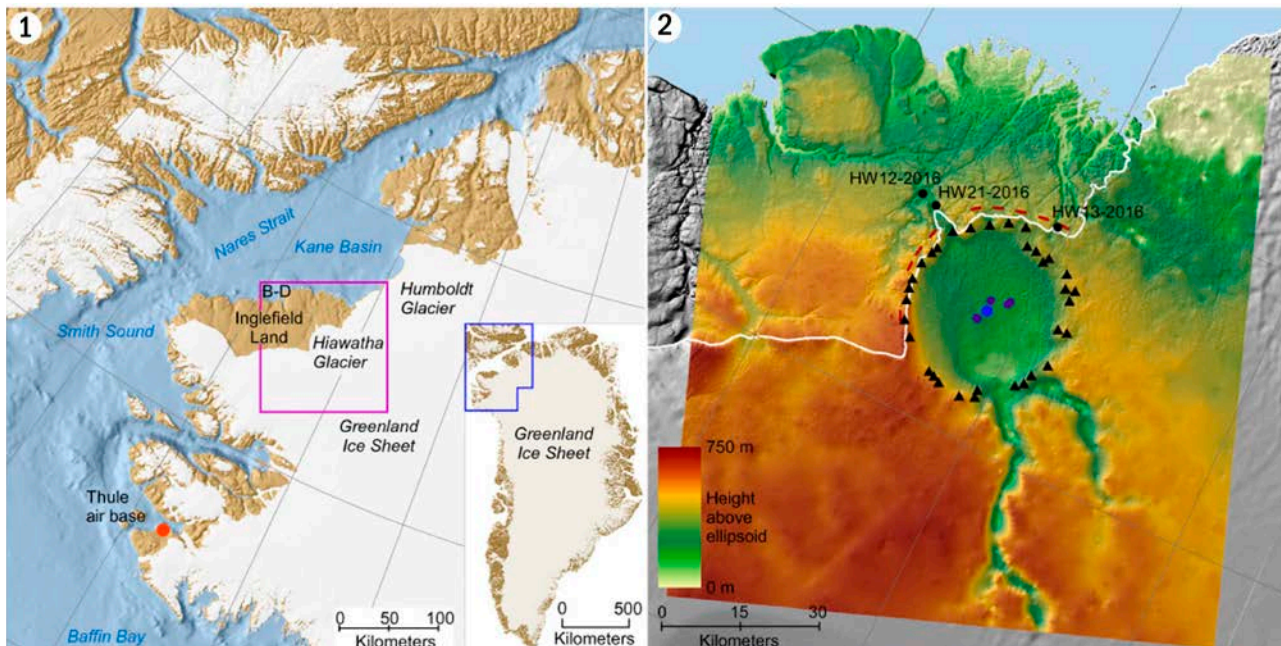 1
Nares Strait
Kane Basin
B-D
Inglefield
Land
Humboldt
Glacier
Smith Sound
Hiawatha
Glacier
Greenland
Ice Sheet
Greenland
Ice Sheet
Thule
air base
0 50 100
Kilometers
0 500
Kilometers
Baffin Bay
2
HW12-2016
HW21-2016
HW13-2016
750 m
Height
above
ellipsoid
0 m
0 15 30
Kilometers